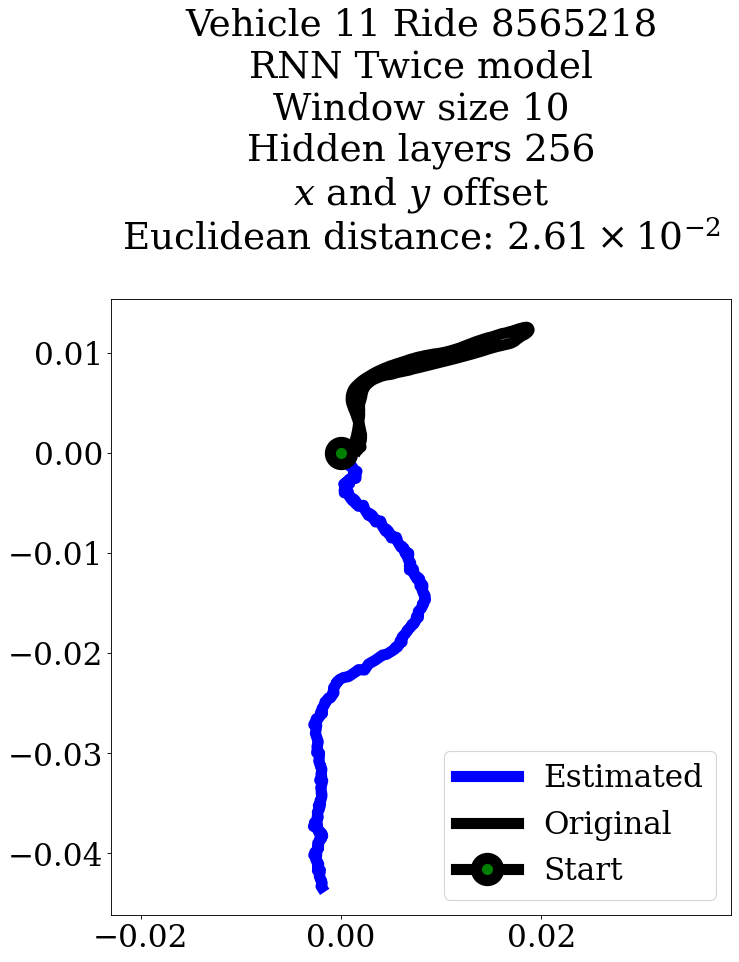 Vehicle 11 Ride 8565218
RNN Twice model
Window size 10
Hidden layers 256
x and y offset
Euclidean distance: 2.61 × 10⁻²
0.01
0.00
−0.01
−0.02
−0.03
−0.04
Estimated
Original
Start
−0.02
0.00
0.02